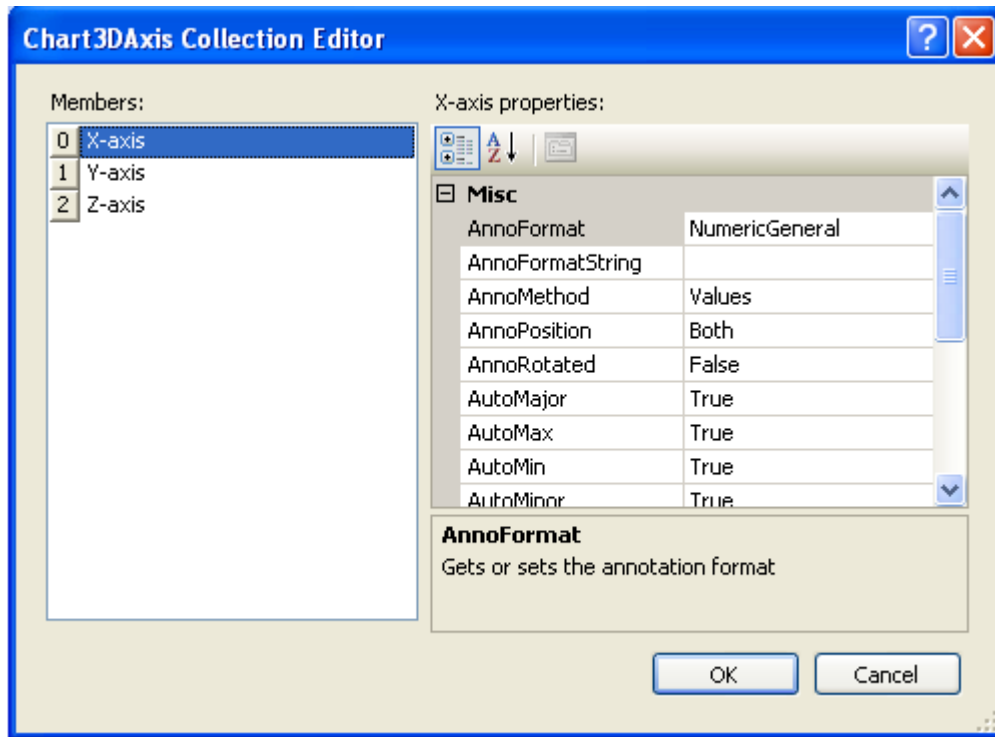 Chart3DAxis Collection Editor
?
Members:
0 X-axis
1 Y-axis
2 Z-axis
X-axis properties:
A
Z
Misc
AnnoFormat NumericGeneral
AnnoFormatString
AnnoMethod Values
AnnoPosition Both
AnnoRotated False
AutoMajor True
AutoMax True
AutoMin True
AutoMinor True
AnnoFormat
Gets or sets the annotation format
OK Cancel